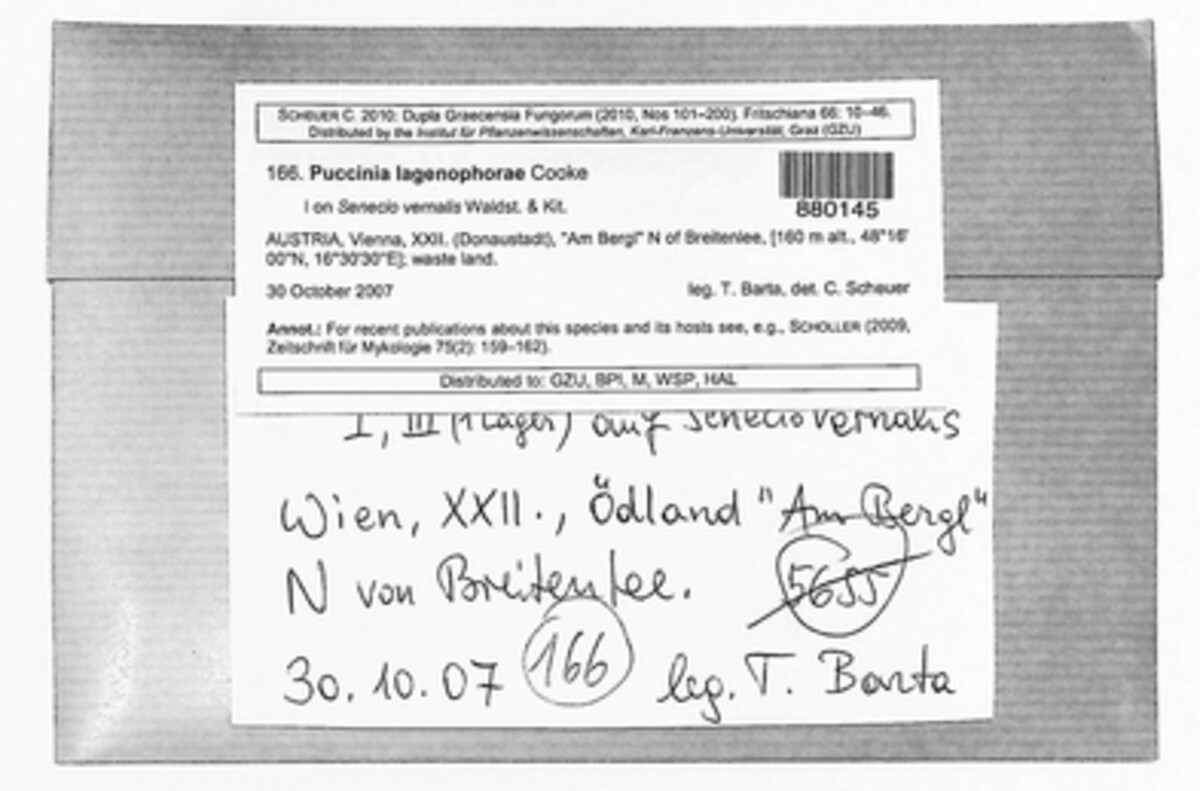 SCHEUER C. 2010: Dupla Graecensia Fungorum (2010, Nos 101–200). Fritschiana 66: 10–46.
Distributed by the Institut für Pflanzenwissenschaften, Karl-Franzens-Universität, Graz (GZU)
166. Puccinia lagenophorae Cooke
880145
I on Senecio vernalis Waldst. & Kit.
AUSTRIA, Vienna, XXII. (Donaustadt), "Am Bergl" N of Breitenlee, [160 m alt., 48°16'
00"N, 16°30'30"E]; waste land.
30 October 2007 leg. T. Barta, det. C. Scheuer
Annot.: For recent publications about this species and its hosts see, e.g., SCHOLLER (2009,
Zeitschrift für Mykologie 75(2): 159–162).
Distributed to: GZU, BPI, M, WSP, HAL
I, III (1 Lager) auf Senecio vernalis
Wien, XXII., Ödland "Am Bergl"
N von Breitenlee. 5655
30.10.07 166 leg. T. Barta